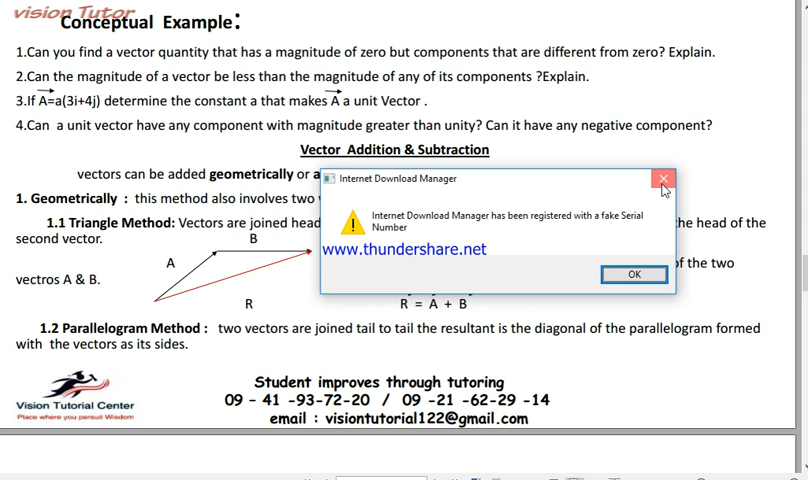 vision Tutor
Conceptual Example:
1.Can you find a vector quantity that has a magnitude of zero but components that are different from zero? Explain.
2.Can the magnitude of a vector be less than the magnitude of any of its components ?Explain.
3.If A=a(3i+4j) determine the constant a that makes A a unit Vector .
4.Can a unit vector have any component with magnitude greater than unity? Can it have any negative component?
Vector Addition & Subtraction
vectors can be added geometrically or a
Internet Download Manager
1. Geometrically : this method also involves two
Internet Download Manager has been registered with a fake Serial
Number
1.1 Triangle Method: Vectors are joined head
the head of the
second vector.
B
www.thundershare.net
A
of the two
vectros A & B.
OK
R
R = A + B
1.2 Parallelogram Method : two vectors are joined tail to tail the resultant is the diagonal of the parallelogram formed
with the vectors as its sides.
Student improves through tutoring
09 - 41 -93-72-20 / 09 -21 -62-29 -14
email : visiontutorial122@gmail.com
Vision Tutorial Center
Place where you persuit Wisdom